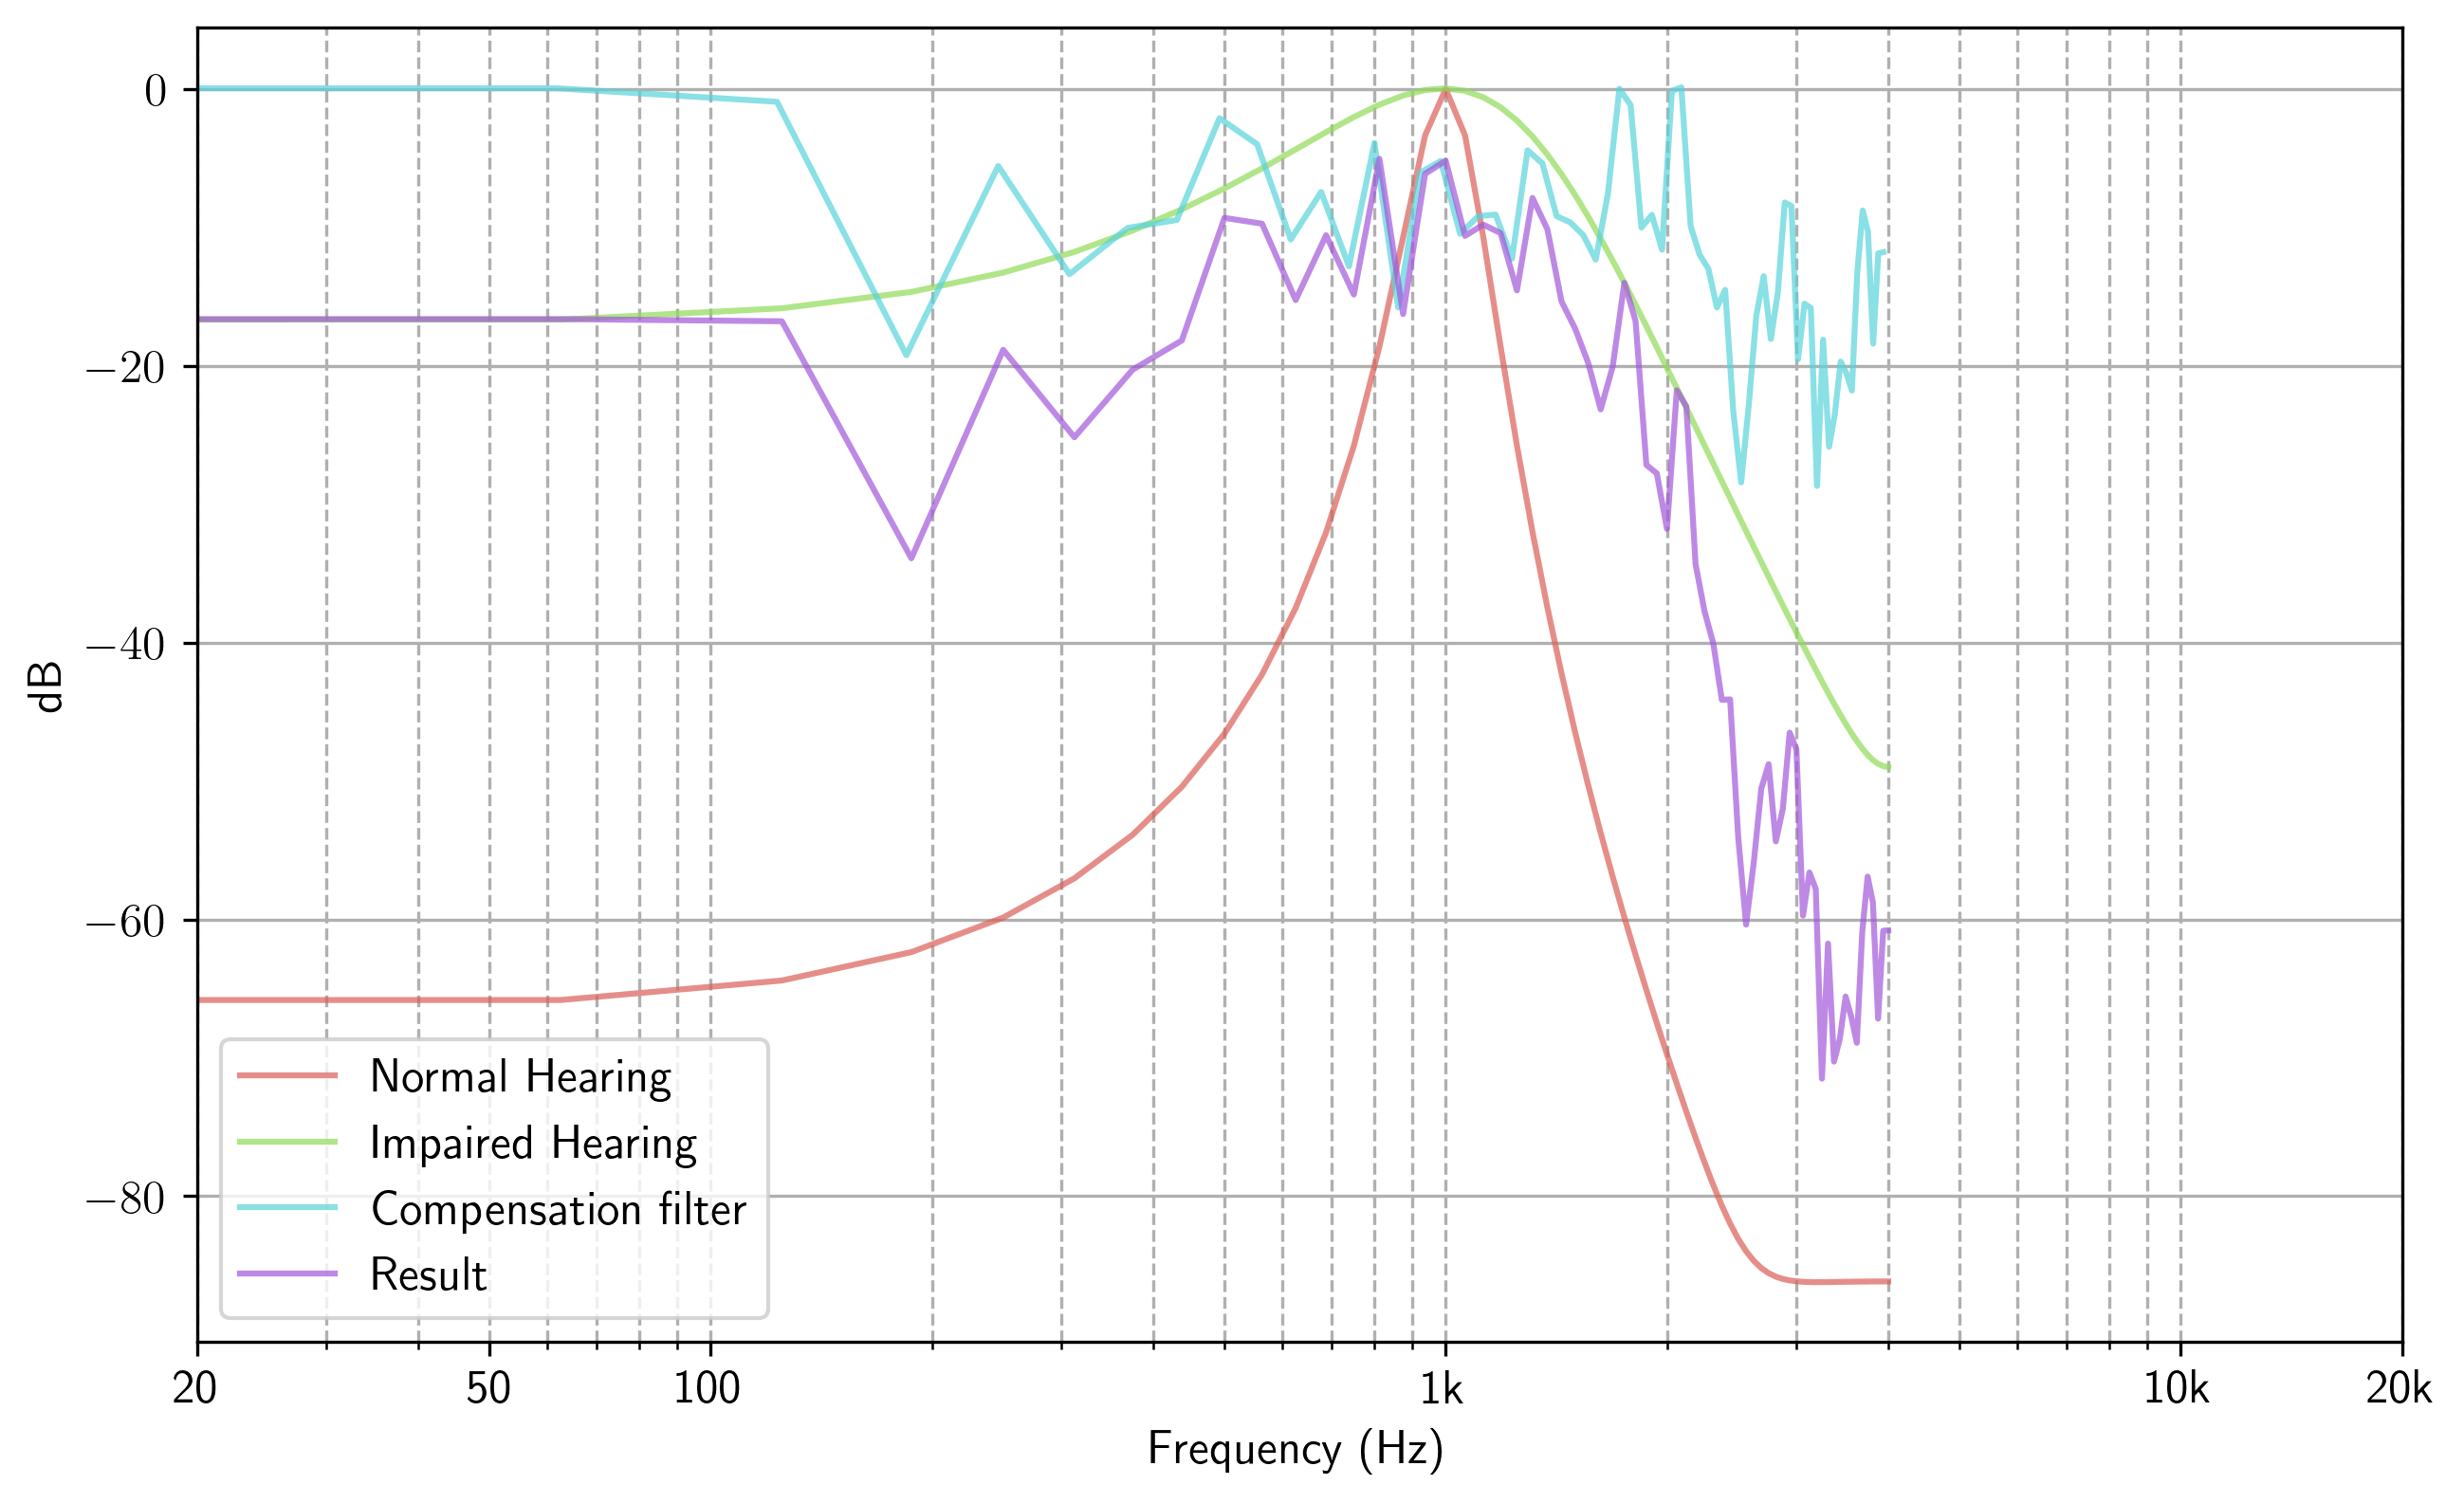 0
−20
−40
−60
−80
dB
Normal Hearing
Impaired Hearing
Compensation filter
Result
20 50 100 1k 10k 20k
Frequency (Hz)